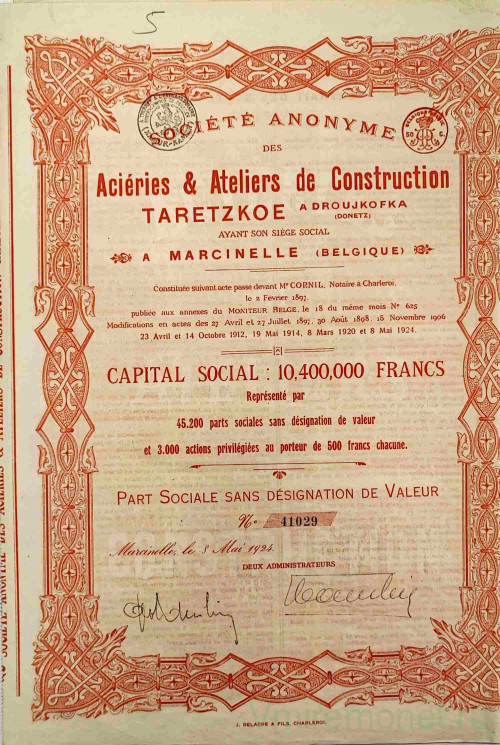 5
SOCIÉTÉ ANONYME
DES
Aciéries & Ateliers de Construction
TARETZKOE A DROUJKOFKA
(DONETZ)
AYANT SON SIÈGE SOCIAL
A MARCINELLE (BELGIQUE)
Constituée suivant acte passé devant Me CORNIL, Notaire à Charleroi,
le 2 Février 1897,
publiée aux annexes du MONITEUR BELGE, le 18 du même mois No 625
Modifications en actes des 27 Avril et 27 Juillet 1897, 30 Août 1898, 15 Novembre 1906
23 Avril et 14 Octobre 1912, 19 Mai 1914, 8 Mars 1920 et 8 Mai 1924.
CAPITAL SOCIAL : 10,400,000 FRANCS
Représenté par
45.200 parts sociales sans désignation de valeur
et 3.000 actions privilégiées au porteur de 500 francs chacune.
PART SOCIALE SANS DÉSIGNATION DE VALEUR
No 41029
Marcinelle, le 8 Mai 1924.
DEUX ADMINISTRATEURS
J. DELACRE & FILS, CHARLEROI.